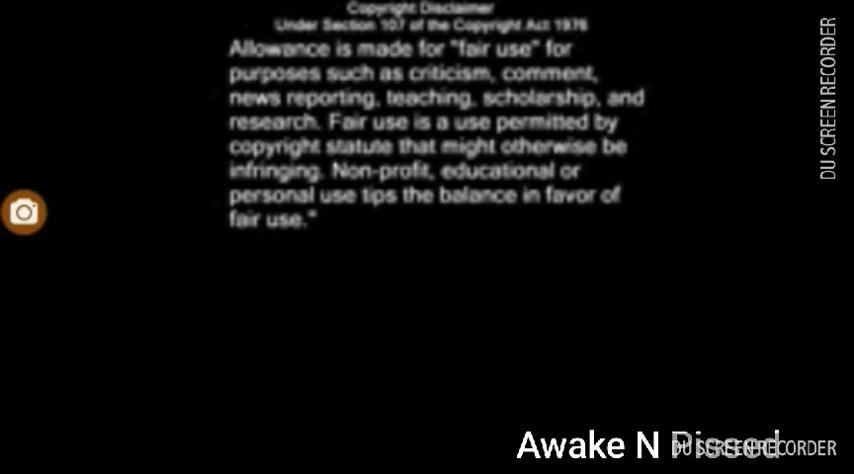 Copyright Disclaimer
Under Section 107 of the Copyright Act 1976
Allowance is made for "fair use" for
purposes such as criticism, comment,
news reporting, teaching, scholarship, and
research. Fair use is a use permitted by
copyright statute that might otherwise be
infringing. Non-profit, educational or
personal use tips the balance in favor of
fair use."
DU SCREEN RECORDER
Awake N Pissed
DU SCREEN RECORDER